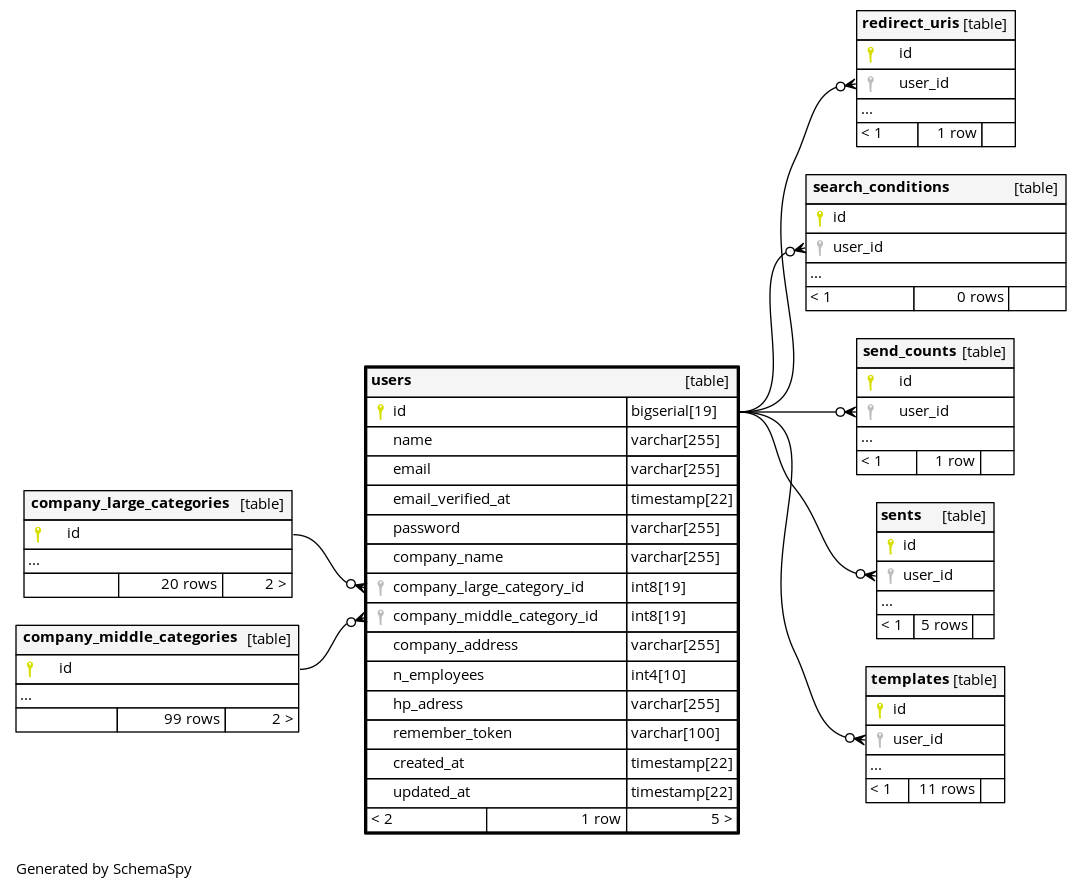 redirect_uris [table]
id
user_id
...
< 1 1 row
search_conditions [table]
id
user_id
...
< 1 0 rows
send_counts [table]
id
user_id
...
< 1 1 row
sents [table]
id
user_id
...
< 1 5 rows
templates [table]
id
user_id
...
< 1 11 rows
users [table]
id bigserial[19]
name varchar[255]
email varchar[255]
email_verified_at timestamp[22]
password varchar[255]
company_name varchar[255]
company_large_category_id int8[19]
company_middle_category_id int8[19]
company_address varchar[255]
n_employees int4[10]
hp_adress varchar[255]
remember_token varchar[100]
created_at timestamp[22]
updated_at timestamp[22]
< 2 1 row 5 >
company_large_categories [table]
id
...
20 rows 2 >
company_middle_categories [table]
id
...
99 rows 2 >
Generated by SchemaSpy